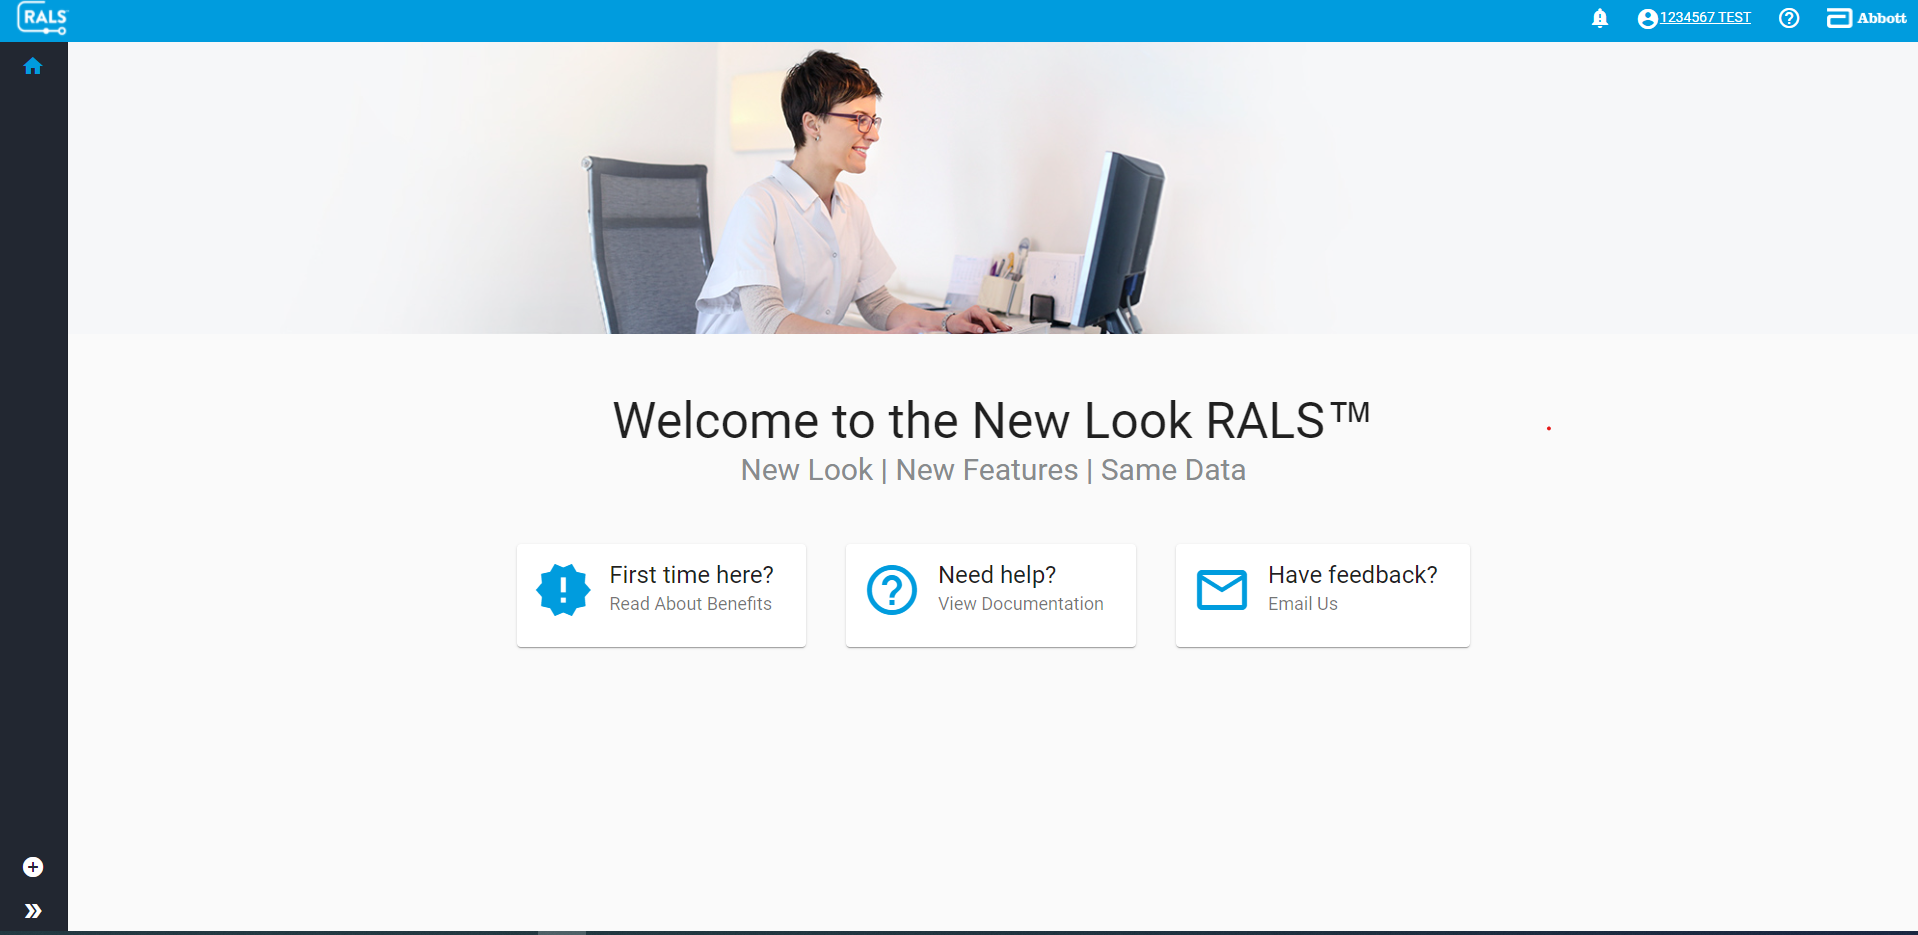 RALS
1234567 TEST
Abbott
Welcome to the New Look RALS™
New Look | New Features | Same Data
First time here?
Read About Benefits
Need help?
View Documentation
Have feedback?
Email Us